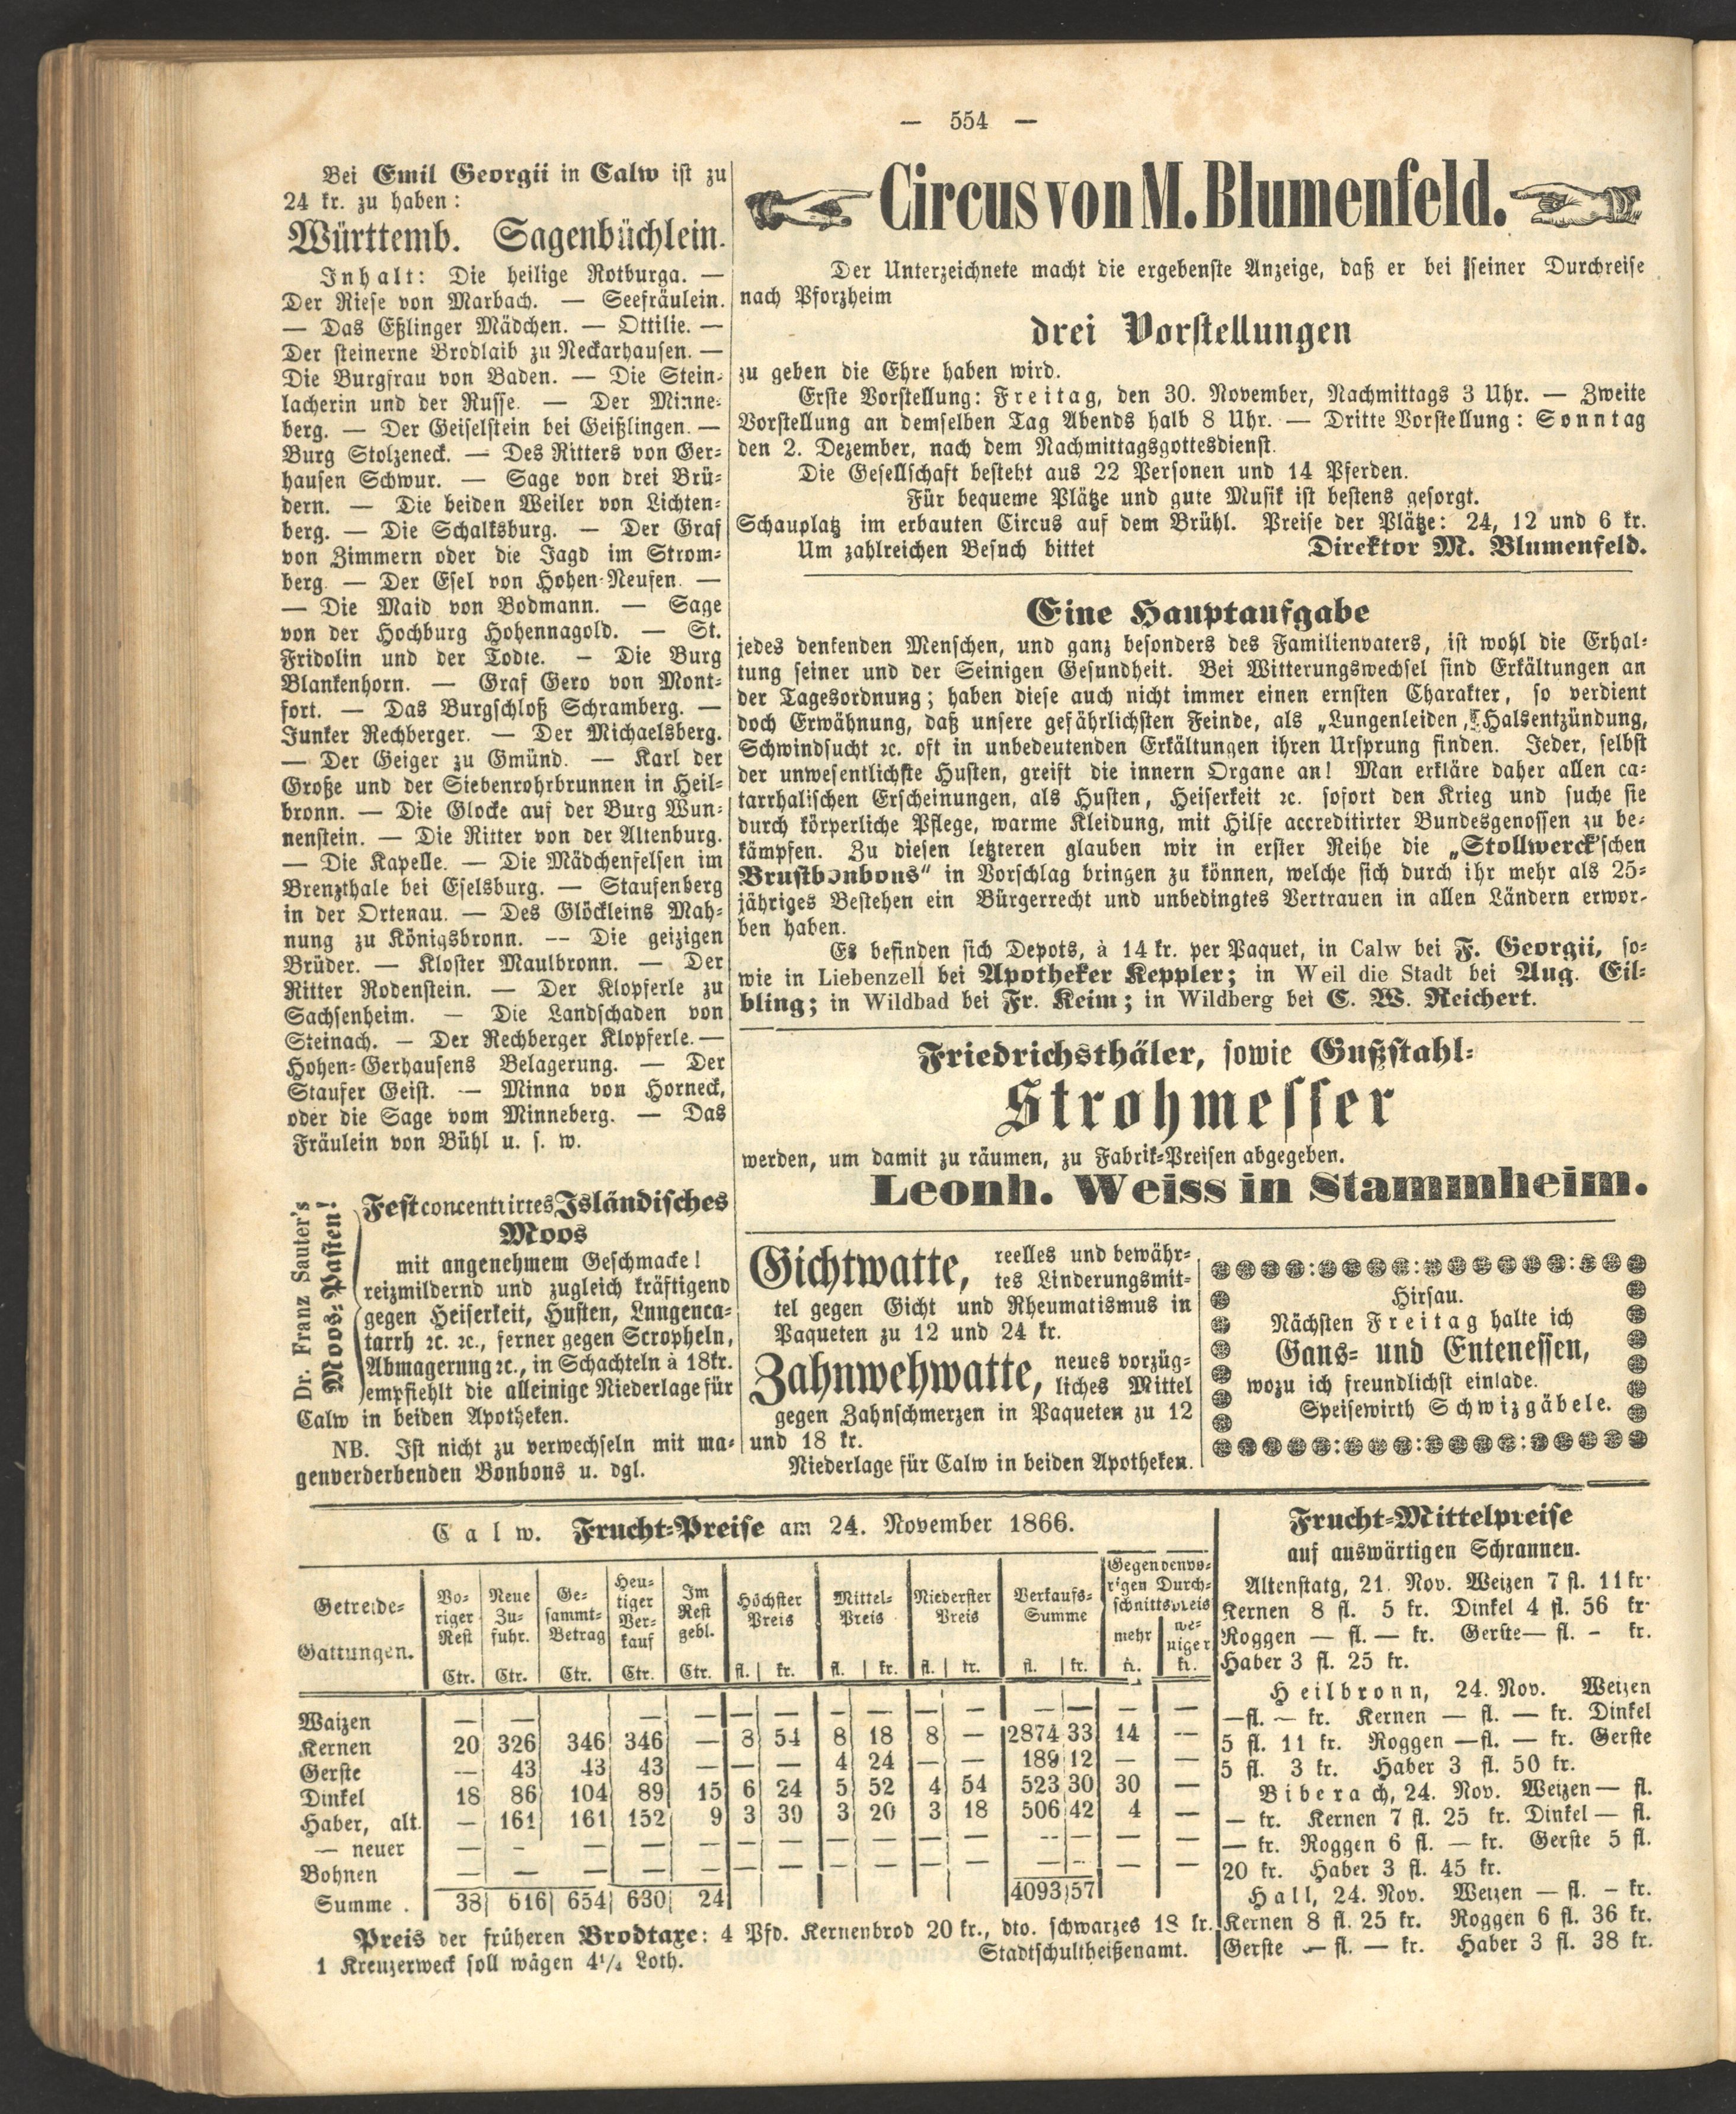 — 554 —
Bei Emil Georgii in Calw ist zu
24 kr. zu haben:
Württemb. Sagenbüchlein.
Inhalt: Die heilige Notburga. —
Der Riese von Marbach. — Seefräulein.
— Das Eßlinger Mädchen. — Ottilie. —
Der steinerne Brodlaib zu Neckarhausen. —
Die Burgfrau von Baden. — Die Stein-
lacherin und der Russe. — Der Minne-
berg. — Der Geiselstein bei Geißlingen. —
Burg Stolzeneck. — Des Ritters von Ger-
hausen Schwur. — Sage von drei Brü-
dern. — Die beiden Weiler von Lichten-
berg. — Die Schalksburg. — Der Graf
von Zimmern oder die Jagd im Strom-
berg. — Der Esel von Hohen-Neufen. —
— Die Maid von Bodmann. — Sage
von der Hochburg Hohennagold. — St.
Fridolin und der Todte. — Die Burg
Blankenhorn. — Graf Gero von Mont-
fort. — Das Burgschloß Schramberg. —
Junker Rechberger. — Der Michaelsberg.
— Der Geiger zu Gmünd. — Karl der
Große und der Siebenrohrbrunnen in Heil-
bronn. — Die Glocke auf der Burg Wun-
nenstein. — Die Ritter von der Altenburg.
— Die Kapelle. — Die Mädchenfelsen im
Brenzthale bei Eselsburg. — Staufenberg
in der Ortenau. — Des Glöckleins Mah-
nung zu Königsbronn. -- Die geizigen
Brüder. — Kloster Maulbronn. — Der
Ritter Rodenstein. — Der Klopferle zu
Sachsenheim. — Die Landschaden von
Steinach. — Der Rechberger Klopferle. —
Hohen-Gerhausens Belagerung. — Der
Staufer Geist. — Minna von Horneck,
oder die Sage vom Minneberg. — Das
Fräulein von Bühl u. s. w.
Dr. Franz Sauter's
Moos-Pasten!
Fest concentrirtes Isländisches
Moos
mit angenehmem Geschmacke!
reizmildernd und zugleich kräftigend
gegen Heiserkeit, Husten, Lungenca-
tarrh ꝛc. ꝛc., ferner gegen Scropheln,
Abmagerung ꝛc., in Schachteln à 18kr.
empfiehlt die alleinige Niederlage für
Calw in beiden Apotheken.
NB. Ist nicht zu verwechseln mit ma-
genverderbenden Bonbons u. dgl.
Circus von M. Blumenfeld.
Der Unterzeichnete macht die ergebenste Anzeige, daß er bei seiner Durchreise
nach Pforzheim
drei Vorstellungen
zu geben die Ehre haben wird.
Erste Vorstellung: Freitag, den 30. November, Nachmittags 3 Uhr. — Zweite
Vorstellung an demselben Tag Abends halb 8 Uhr. — Dritte Vorstellung: Sonntag
den 2. Dezember, nach dem Nachmittagsgottesdienst.
Die Gesellschaft besteht aus 22 Personen und 14 Pferden.
Für bequeme Plätze und gute Musik ist bestens gesorgt.
Schauplatz im erbauten Circus auf dem Brühl. Preise der Plätze: 24, 12 und 6 kr.
Um zahlreichen Besuch bittet Direktor M. Blumenfeld.
Eine Hauptaufgabe
jedes denkenden Menschen, und ganz besonders des Familienvaters, ist wohl die Erhal-
tung seiner und der Seinigen Gesundheit. Bei Witterungswechsel sind Erkältungen an
der Tagesordnung; haben diese auch nicht immer einen ernsten Charakter, so verdient
doch Erwähnung, daß unsere gefährlichsten Feinde, als „Lungenleiden, Halsentzündung,
Schwindsucht ꝛc. oft in unbedeutenden Erkältungen ihren Ursprung finden. Jeder, selbst
der unwesentlichste Husten, greift die innern Organe an! Man erkläre daher allen ca-
tarrhalischen Erscheinungen, als Husten, Heiserkeit ꝛc. sofort den Krieg und suche sie
durch körperliche Pflege, warme Kleidung, mit Hilfe accreditirter Bundesgenossen zu be-
kämpfen. Zu diesen letzteren glauben wir in erster Reihe die „Stollwerck'schen
Brustbonbons“ in Vorschlag bringen zu können, welche sich durch ihr mehr als 25-
jähriges Bestehen ein Bürgerrecht und unbedingtes Vertrauen in allen Ländern erwor-
ben haben.
Es befinden sich Depots, à 14 kr. per Paquet, in Calw bei F. Georgii, so-
wie in Liebenzell bei Apotheker Keppler; in Weil die Stadt bei Aug. Eil-
bling; in Wildbad bei Fr. Keim; in Wildberg bei C. W. Reichert.
Friedrichsthäler, sowie Gußstahl-
Strohmesser
werden, um damit zu räumen, zu Fabrik-Preisen abgegeben.
Leonh. Weiss in Stammheim.
Gichtwatte, reelles und bewähr-
tes Linderungsmit-
tel gegen Gicht und Rheumatismus in
Paqueten zu 12 und 24 kr.
Zahnwehwatte, neues vorzüg-
liches Mittel
gegen Zahnschmerzen in Paqueten zu 12
und 18 kr.
Niederlage für Calw in beiden Apotheken.
Hirsau.
Nächsten Freitag halte ich
Gans- und Entenessen,
wozu ich freundlichst einlade.
Speisewirth Schwizgäbele.
Calw. Frucht-Preise am 24. November 1866.
Getreide-Gattungen. | Voriger Rest Ctr. | Neue Zufuhr. Ctr. | Gesammt-Betrag Ctr. | Heutiger Verkauf Ctr. | Im Rest gebl. Ctr. | Höchster Preis fl. kr. | Mittel-Preis fl. kr. | Niederster Preis fl. kr. | Verkaufs-Summe fl. kr. | Gegen den vorigen Durchschnittspreis mehr kr. | weniger kr.
Waizen — — — — — — — — — — — — — — —
Kernen 20 326 346 346 — 8 54 8 18 8 — 2874 33 14 —
Gerste — 43 43 43 — — — 4 24 — — 189 12 — —
Dinkel 18 86 104 89 15 6 24 5 52 4 54 523 30 30 —
Haber, alt. — 161 161 152 9 3 39 3 20 3 18 506 42 4 —
— neuer — — — — — — — — — — — — — — —
Bohnen — — — — — — — — — — — — — — —
Summe . 38 616 654 630 24 4093 57
Preis der früheren Brodtaxe: 4 Pfd. Kernenbrod 20 kr., dto. schwarzes 18 kr.
1 Kreuzerweck soll wägen 4¼ Loth. Stadtschultheißenamt.
Frucht-Mittelpreise
auf auswärtigen Schrannen.
Altenstatg, 21. Nov. Weizen 7 fl. 11 kr.
Kernen 8 fl. 5 kr. Dinkel 4 fl. 56 kr.
Roggen — fl. — kr. Gerste — fl. - kr.
Haber 3 fl. 25 kr.
Heilbronn, 24. Nov. Weizen
— fl. — kr. Kernen — fl. — kr. Dinkel
5 fl. 11 kr. Roggen — fl. — kr. Gerste
5 fl. 3 kr. Haber 3 fl. 50 kr.
Biberach, 24. Nov. Weizen — fl.
— kr. Kernen 7 fl. 25 kr. Dinkel — fl.
— kr. Roggen 6 fl. — kr. Gerste 5 fl.
20 kr. Haber 3 fl. 45 kr.
Hall, 24. Nov. Weizen — fl. - kr.
Kernen 8 fl. 25 kr. Roggen 6 fl. 36 kr.
Gerste — fl. — kr. Haber 3 fl. 38 kr.